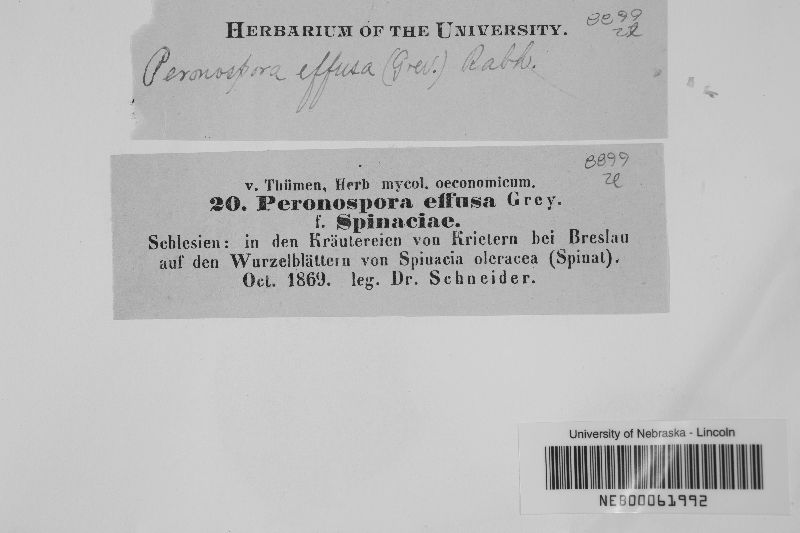 HERBARIUM OF THE UNIVERSITY.
8899
Peronospora effusa (Grev.) Rabh.
8899
v. Thümen, Herb mycol. oeconomicum.
20. Peronospora effusa Grev.
f. Spinaciae.
Schlesien: in den Kräutereien von Krietern bei Breslau
auf den Wurzelblättern von Spinacia oleracea (Spinat).
Oct. 1869. leg. Dr. Schneider.
University of Nebraska - Lincoln
NEB00061992